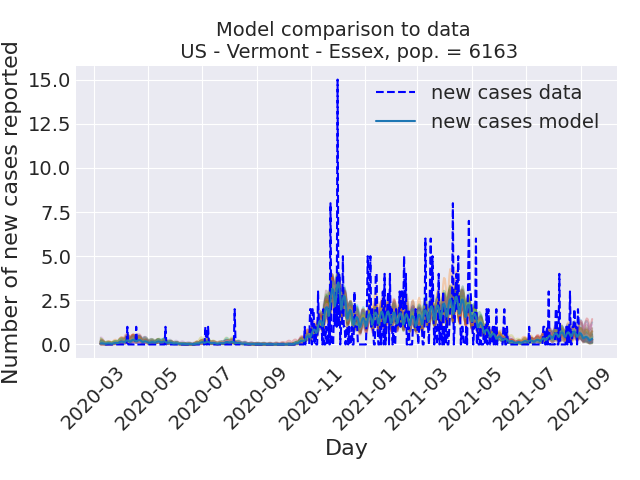 Model comparison to data
US - Vermont - Essex, pop. = 6163
Number of new cases reported
15.0
12.5
10.0
7.5
5.0
2.5
0.0
new cases data
new cases model
2020-03
2020-05
2020-07
2020-09
2020-11
2021-01
2021-03
2021-05
2021-07
2021-09
Day